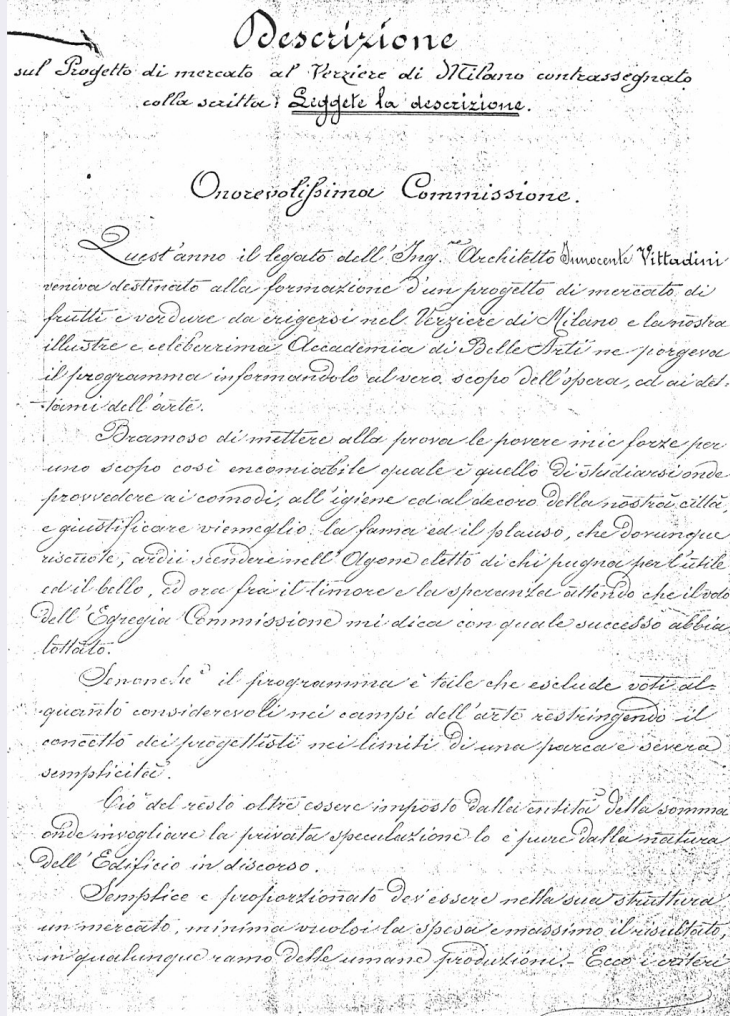 Descrizione
sul Progetto di mercato al Verziere di Milano contrassegnato
colla scritta: Leggete la descrizione.
Onorevolissima Commissione.
Quest'anno il legato dell'Ing.re Architetto Innocente Vittadini
veniva destinato alla formazione d'un progetto di mercato di
frutti e verdure da erigersi nel Verziere di Milano e la nostra
illustre e celeberrima Accademia di Belle Arti ne porgeva
il programma informandolo al vero scopo dell'opera, ed ai det-
tami dell'arte.
Bramoso di mettere alla prova le povere mie forze per
uno scopo così encomiabile quale è quello di studiarsi onde
provvedere ai comodi, all'igiene ed al decoro della nostra città,
e giustificare viemeglio la fama ed il plauso, che dovunque
riscuote, ardii scendere nell'Agone eletto di chi pugna per l'utile
ed il bello, ed ora fra il timore e la speranza attendo che il voto
dell'Egregia Commissione mi dica con quale successo abbia
lottato.
Senonchè il programma è tale che esclude voli al-
quanto considerevoli nei campi dell'arte restringendo il
concetto dei progettisti nei limiti di una parca e severa
semplicità.
Ciò del resto oltre essere imposto dalla entità della somma
onde invogliare la privata speculazione lo è pure dalla natura
dell'Edificio in discorso.
Semplice e proporzionato dev'essere nella sua struttura
un mercato, minima vuolsi la spesa e massimo il risultato,
in qualunque ramo delle umane produzioni. - Ecco i criteri